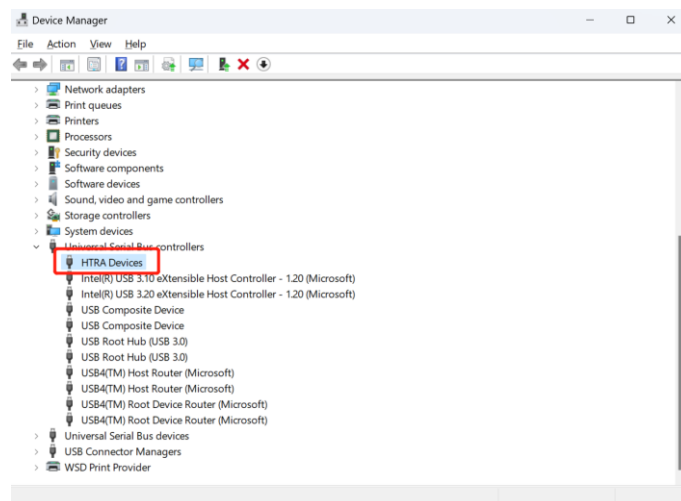 Device Manager
File Action View Help
Network adapters
Print queues
Printers
Processors
Security devices
Software components
Software devices
Sound, video and game controllers
Storage controllers
System devices
Universal Serial Bus controllers
HTRA Devices
Intel(R) USB 3.10 eXtensible Host Controller - 1.20 (Microsoft)
Intel(R) USB 3.20 eXtensible Host Controller - 1.20 (Microsoft)
USB Composite Device
USB Composite Device
USB Root Hub (USB 3.0)
USB Root Hub (USB 3.0)
USB4(TM) Host Router (Microsoft)
USB4(TM) Host Router (Microsoft)
USB4(TM) Root Device Router (Microsoft)
USB4(TM) Root Device Router (Microsoft)
Universal Serial Bus devices
USB Connector Managers
WSD Print Provider